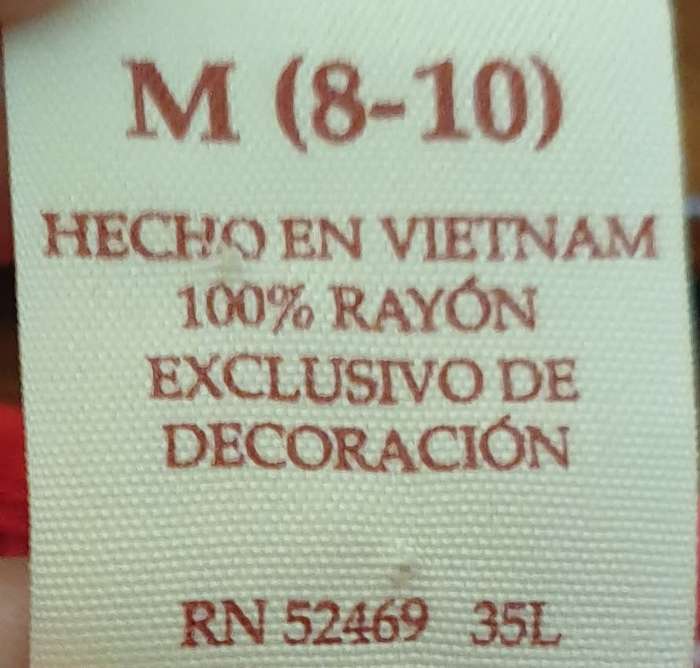 M (8-10)
HECHO EN VIETNAM
100% RAYÓN
EXCLUSIVO DE
DECORACIÓN
RN 52469 35L